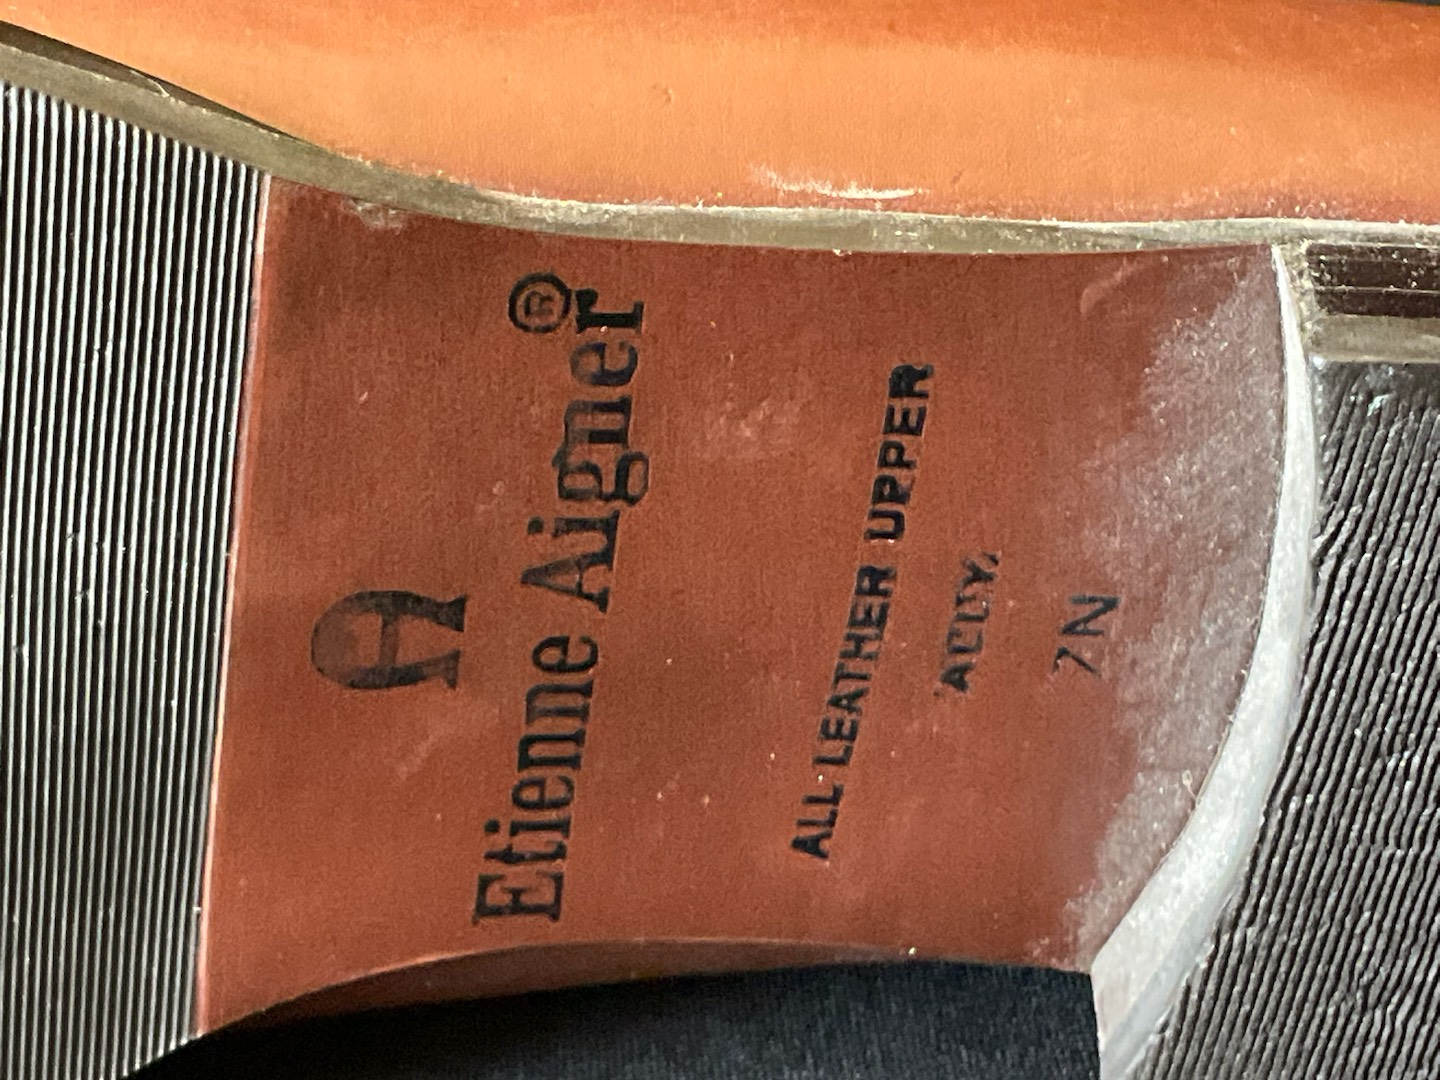 Etienne Aigner®
ALL LEATHER UPPER
7N